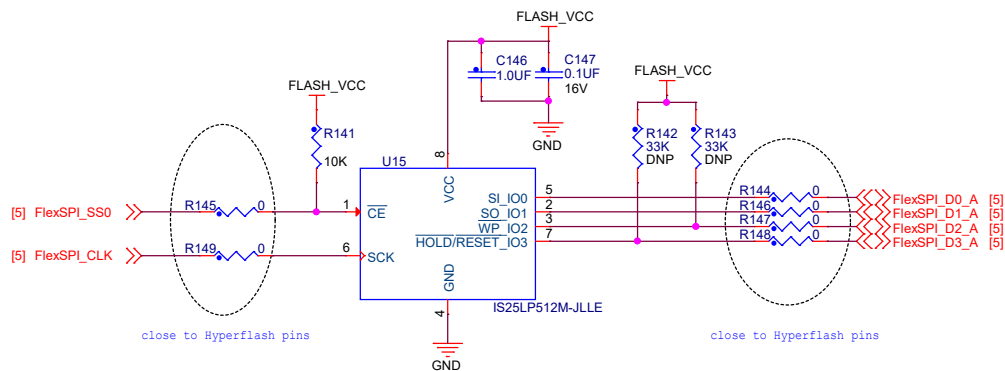 FLASH_VCC
C146
1.0UF
C147
0.1UF
16V
GND
FLASH_VCC
R141
10K
FLASH_VCC
R142
33K
DNP
R143
33K
DNP
U15
8
VCC
[5] FlexSPI_SS0
R145 0
1
CE
[5] FlexSPI_CLK
R149 0
6
SCK
SI_IO0
5
R144 0
FlexSPI_D0_A [5]
SO_IO1
2
R146 0
FlexSPI_D1_A [5]
WP_IO2
3
R147 0
FlexSPI_D2_A [5]
HOLD/RESET_IO3
7
R148 0
FlexSPI_D3_A [5]
GND
4
IS25LP512M-JLLE
GND
close to Hyperflash pins
close to Hyperflash pins